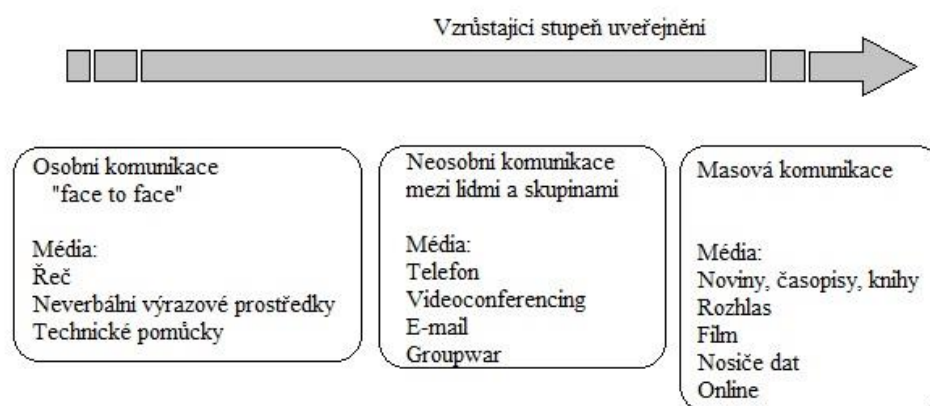 Vzrůstající stupeň uveřejnění
Osobní komunikace
"face to face"
Média:
Řeč
Neverbální výrazové prostředky
Technické pomůcky
Neosobní komunikace
mezi lidmi a skupinami
Média:
Telefon
Videoconferencing
E-mail
Groupwar
Masová komunikace
Média:
Noviny, časopisy, knihy
Rozhlas
Film
Nosiče dat
Online